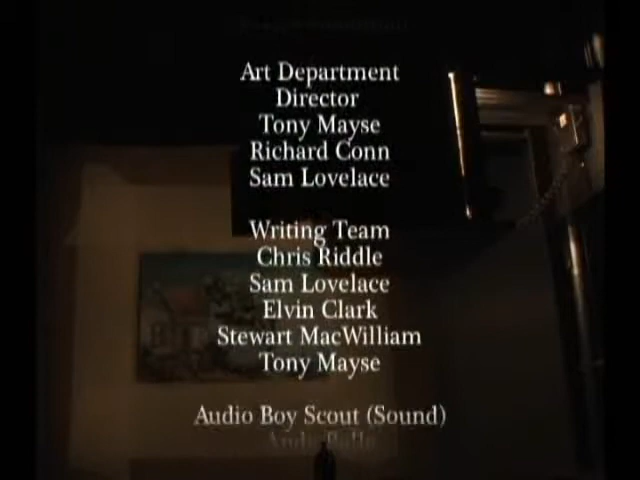 Art Department
Director
Tony Mayse
Richard Conn
Sam Lovelace
Writing Team
Chris Riddle
Sam Lovelace
Elvin Clark
Stewart MacWilliam
Tony Mayse
Audio Boy Scout (Sound)